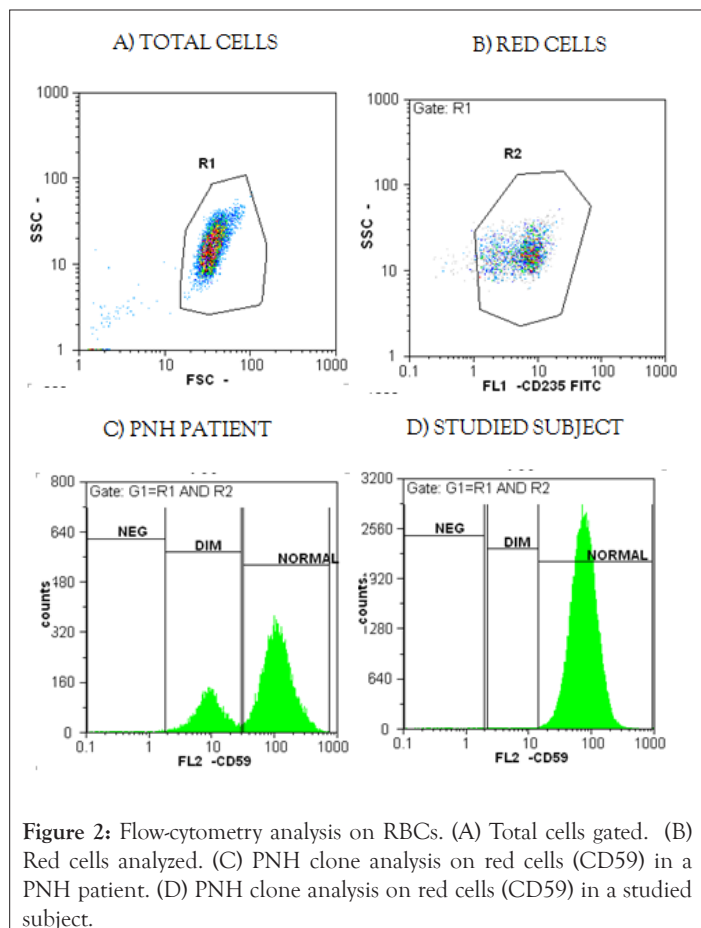 A) TOTAL CELLS
B) RED CELLS
1000
100
10
1
SSC -
R1
1
10
100
1000
FSC -
Gate: R1
1000
100
10
1
SSC -
R2
0.1
1
10
100
1000
FL1 -CD235 FITC
C) PNH PATIENT
D) STUDIED SUBJECT
800
640
480
320
160
0
counts
Gate: G1=R1 AND R2
NEG
DIM
NORMAL
0.1
1
10
100
1000
FL2 -CD59
3200
2560
1920
1280
640
0
counts
Gate: G1=R1 AND R2
NEG
DIM
NORMAL
0.1
1
10
100
1000
FL2 -CD59
Figure 2: Flow-cytometry analysis on RBCs. (A) Total cells gated. (B)
Red cells analyzed. (C) PNH clone analysis on red cells (CD59) in a
PNH patient. (D) PNH clone analysis on red cells (CD59) in a studied
subject.